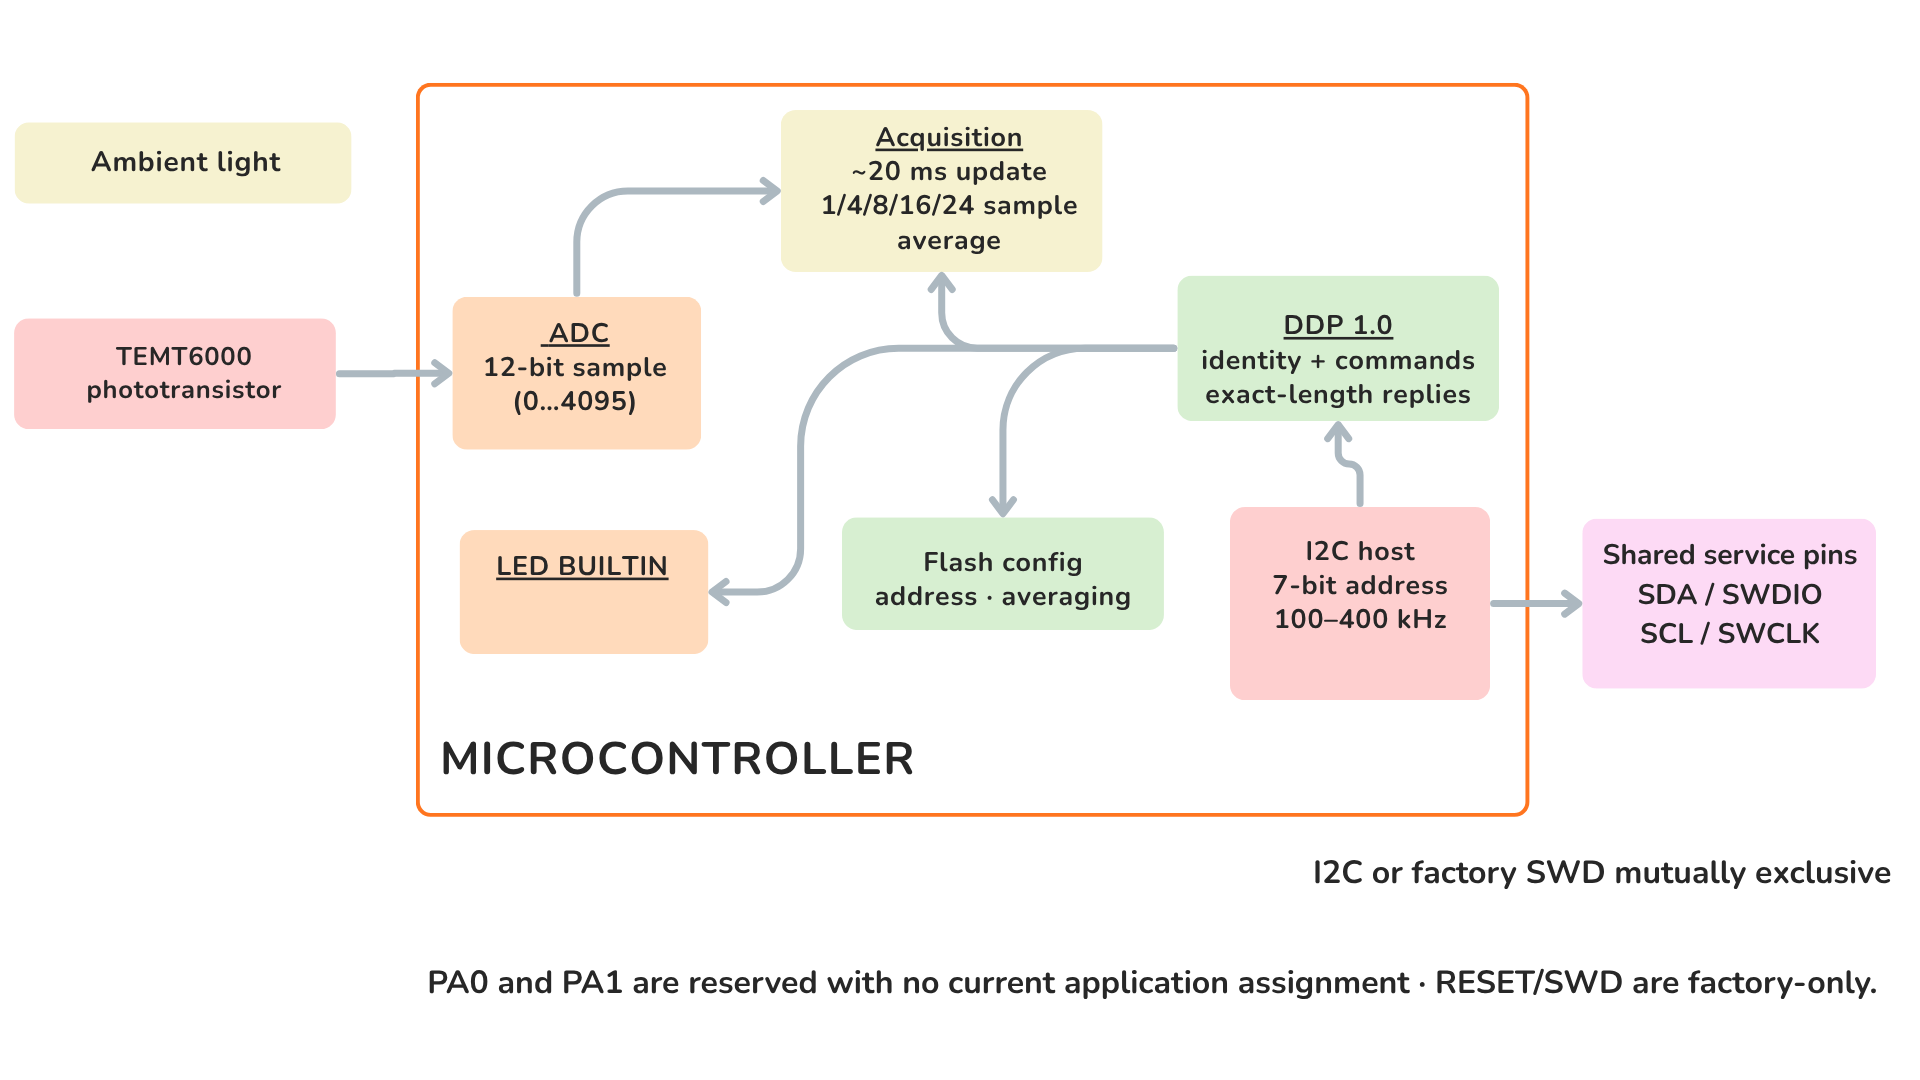 Ambient light
TEMT6000
phototransistor
ADC
12-bit sample
(0...4095)
Acquisition
~20 ms update
1/4/8/16/24 sample
average
DDP 1.0
identity + commands
exact-length replies
LED BUILTIN
Flash config
address · averaging
I2C host
7-bit address
100–400 kHz
Shared service pins
SDA / SWDIO
SCL / SWCLK
MICROCONTROLLER
I2C or factory SWD mutually exclusive
PA0 and PA1 are reserved with no current application assignment · RESET/SWD are factory-only.